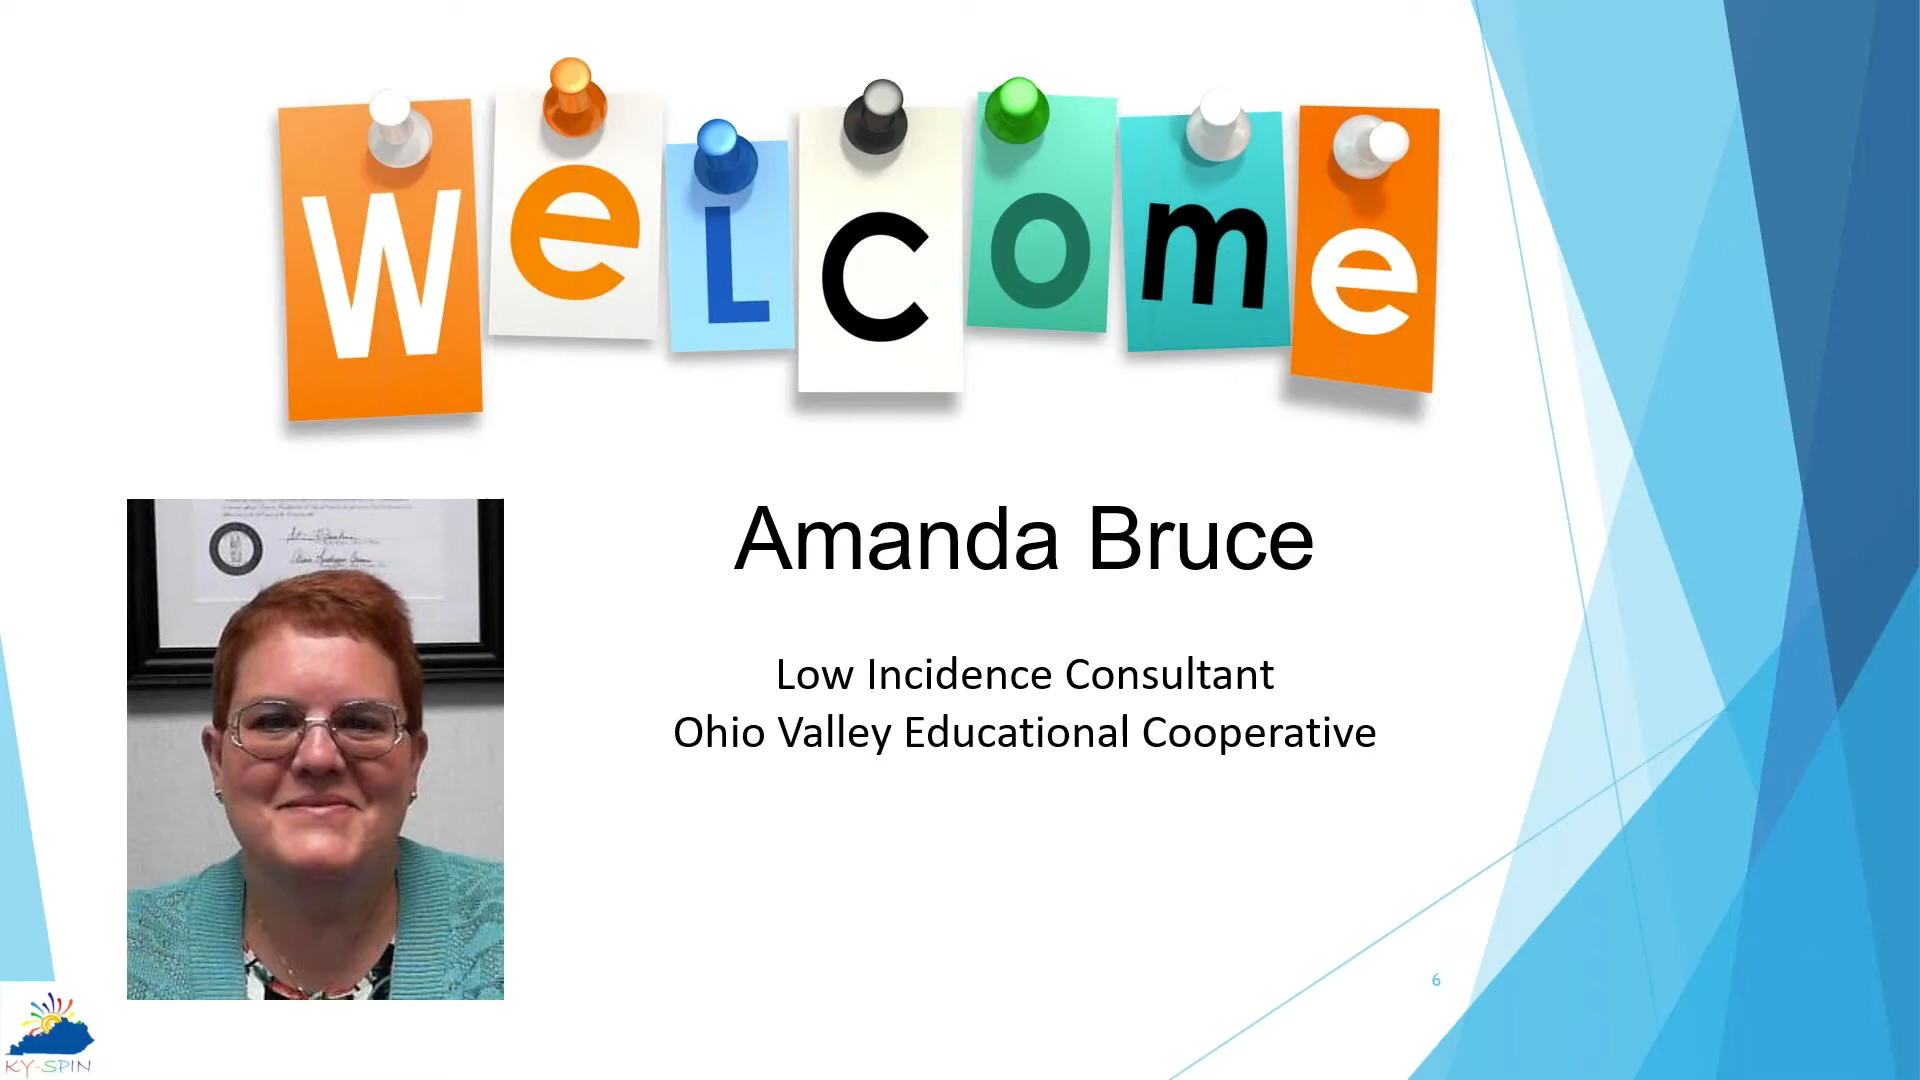 WeLcome
Amanda Bruce
Low Incidence Consultant
Ohio Valley Educational Cooperative
6
KY-SPIN